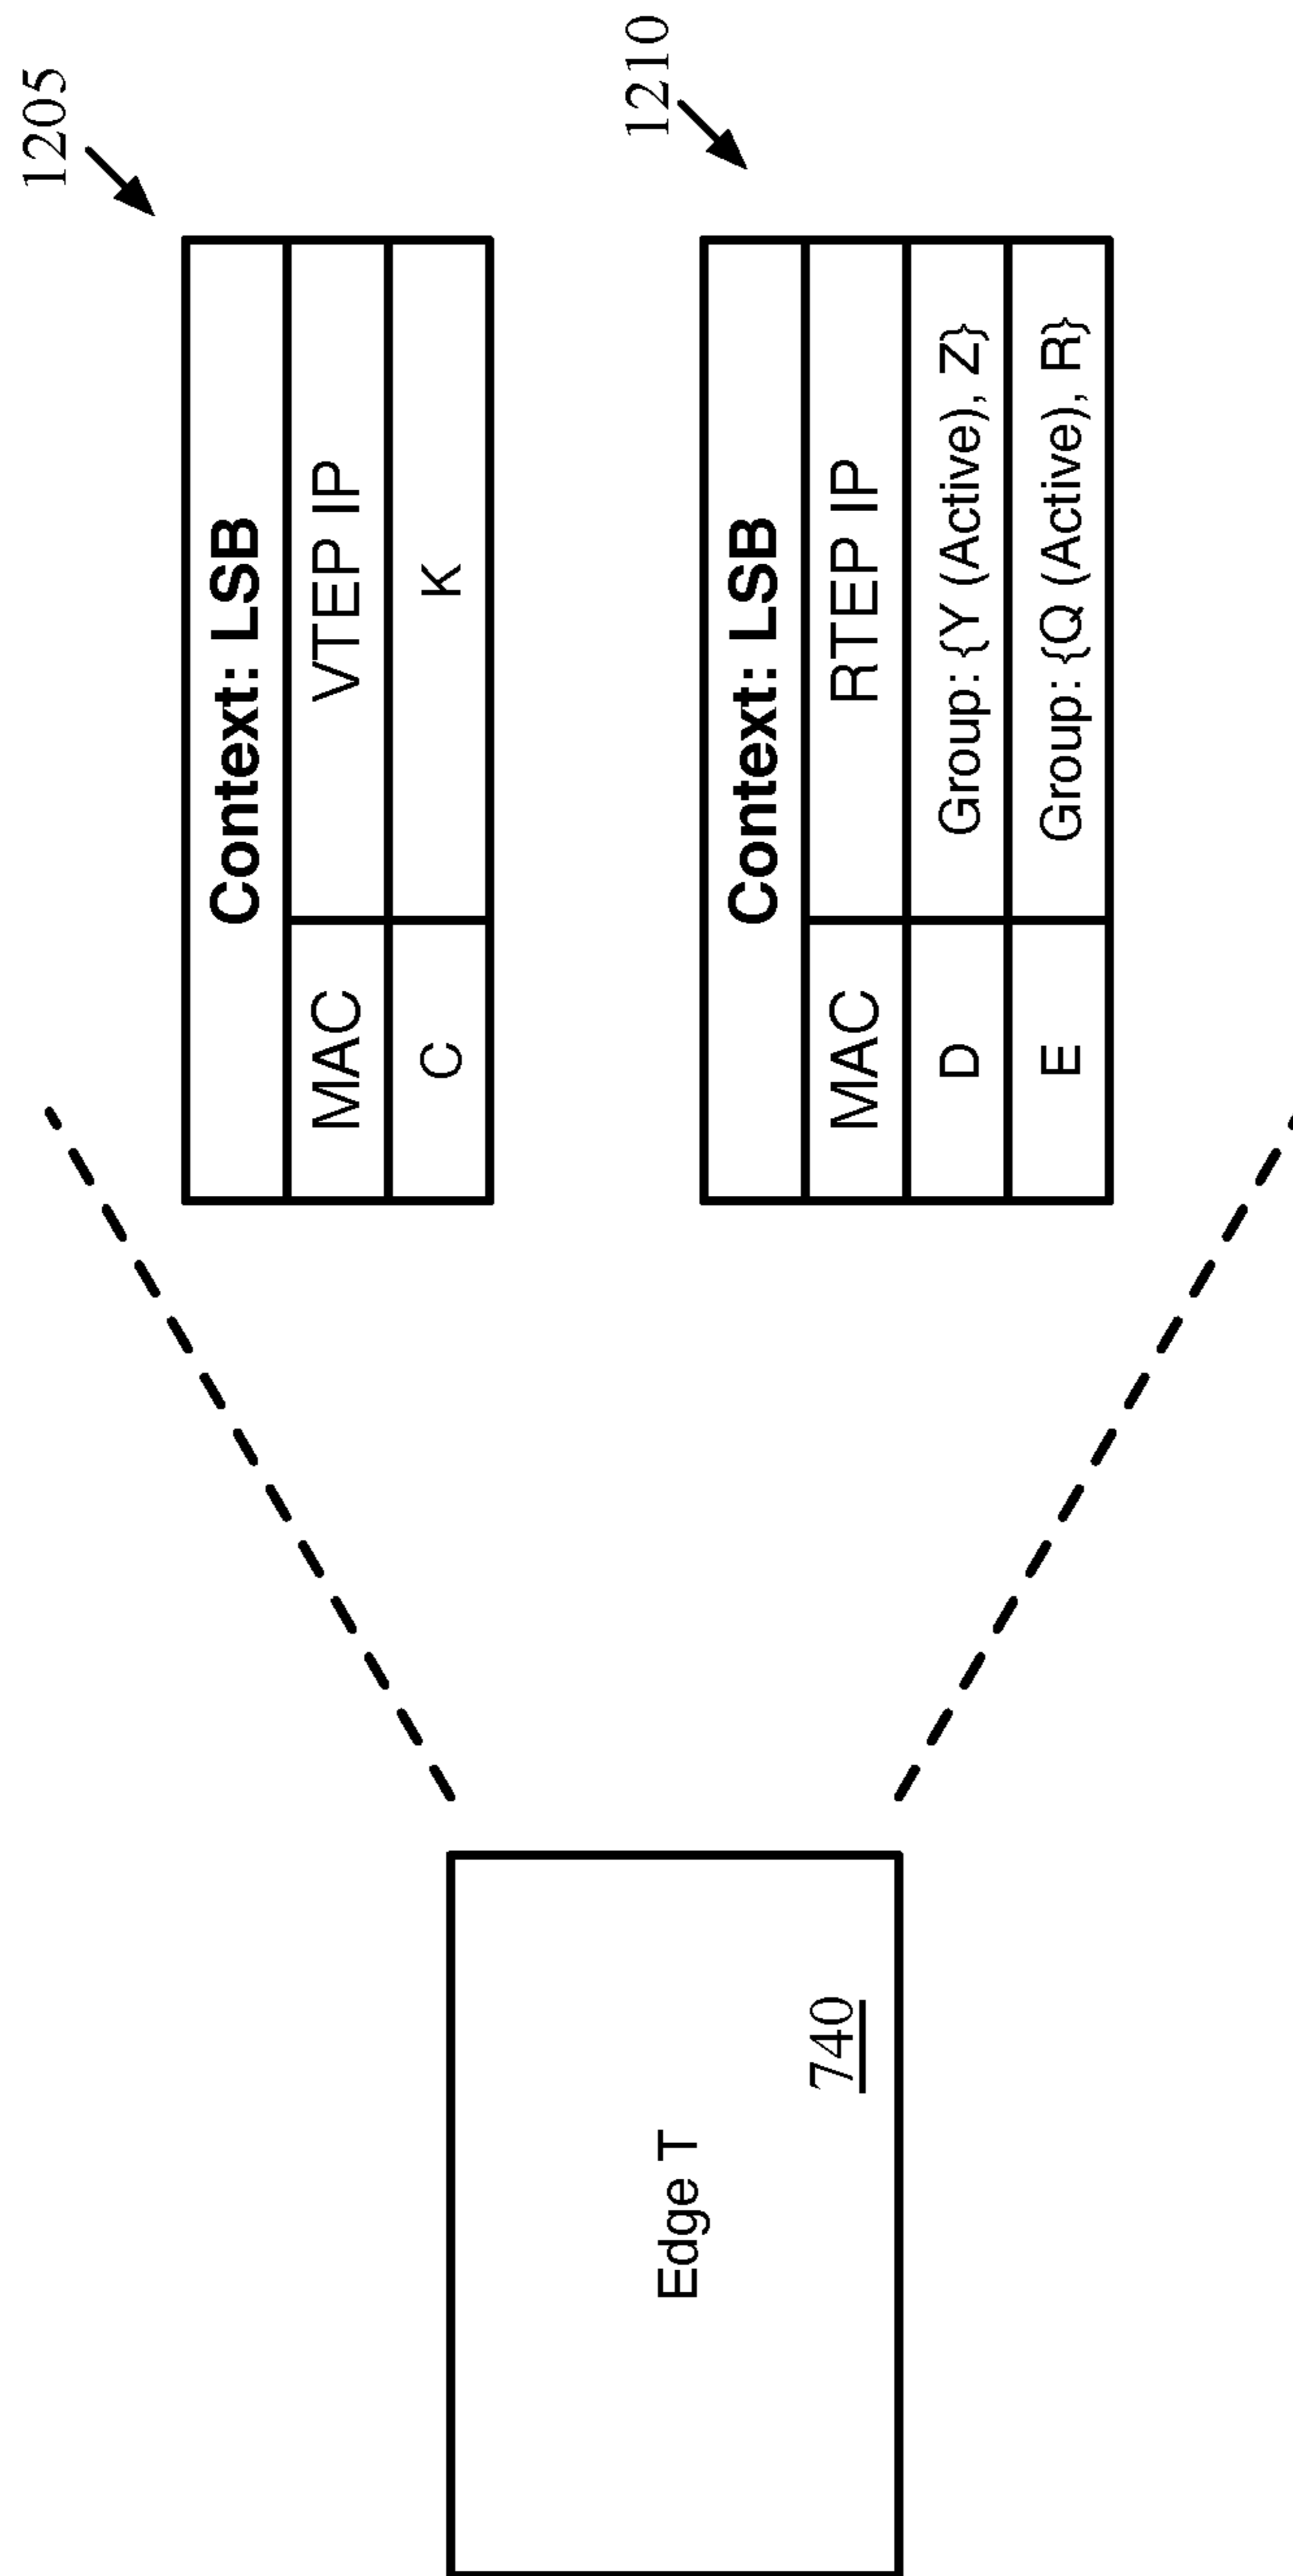 Edge T
740
1205
Context: LSB
MAC VTEP IP
C K
1210
Context: LSB
MAC RTEP IP
D Group: {Y (Active), Z}
E Group: {Q (Active), R}